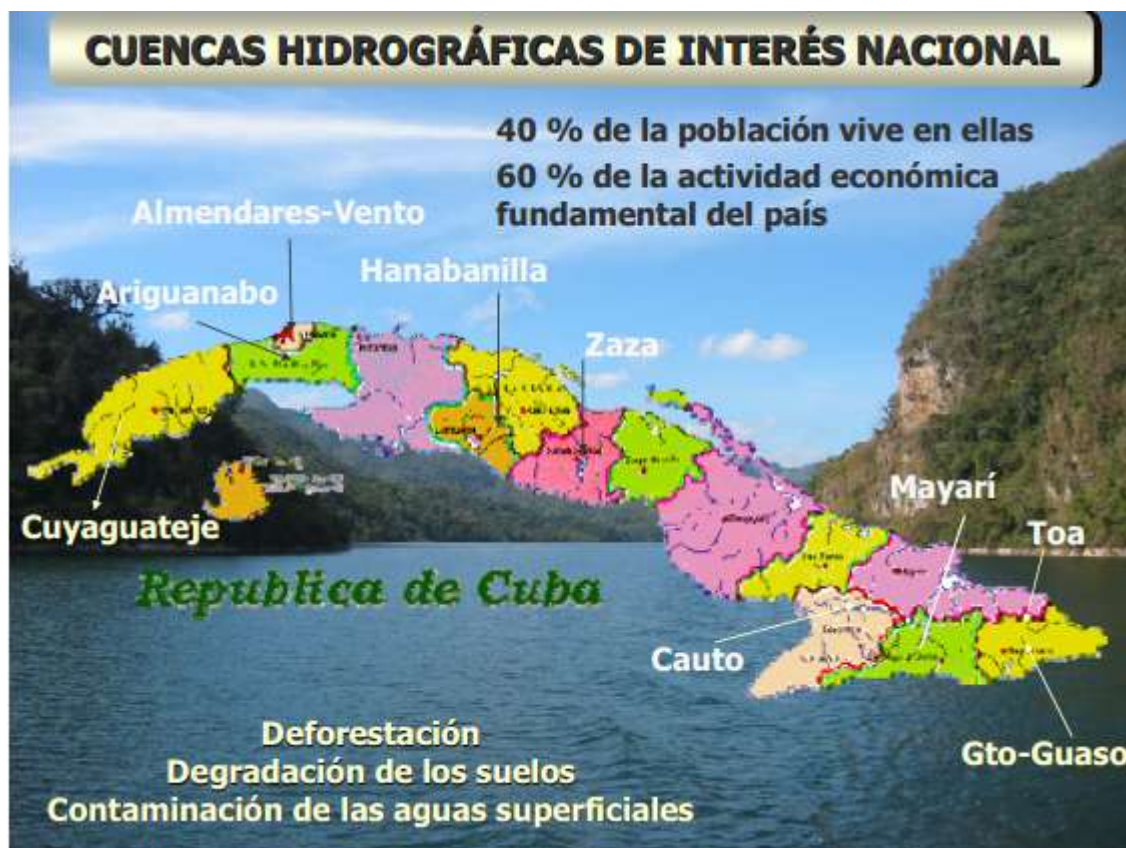 CUENCAS HIDROGRÁFICAS DE INTERÉS NACIONAL
40 % de la población vive en ellas
60 % de la actividad económica
fundamental del país
Almendares-Vento
Hanabanilla
Ariguanabo
Zaza
Mayarí
Cuyaguateje
Toa
Republica de Cuba
Cauto
Gto-Guaso
Deforestación
Degradación de los suelos
Contaminación de las aguas superficiales